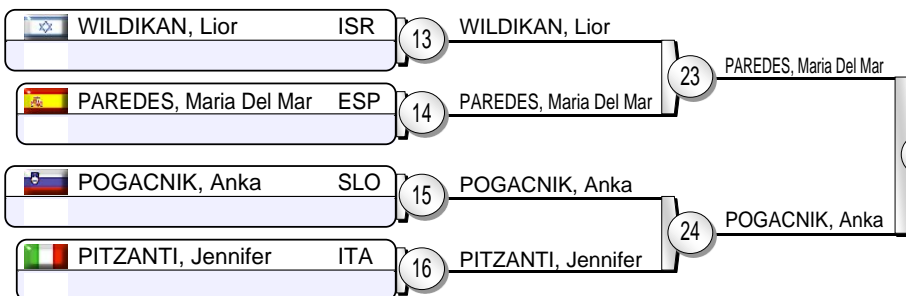 WILDIKAN, Lior ISR 13 WILDIKAN, Lior
23 PAREDES, Maria Del Mar
PAREDES, Maria Del Mar ESP 14 PAREDES, Maria Del Mar
POGACNIK, Anka SLO 15 POGACNIK, Anka
24 POGACNIK, Anka
PITZANTI, Jennifer ITA 16 PITZANTI, Jennifer